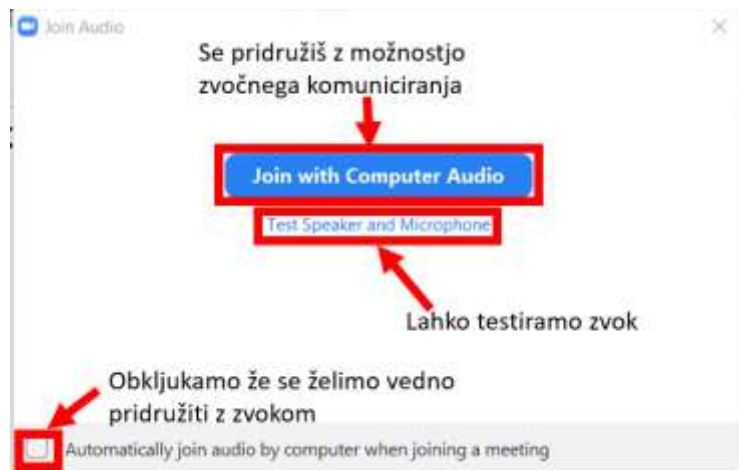 Join Audio
Se pridružiš z možnostjo
zvočnega komuniciranja
Join with Computer Audio
Test Speaker and Microphone
Lahko testiramo zvok
Obkljukamo že se želimo vedno
pridružiti z zvokom
Automatically join audio by computer when joining a meeting